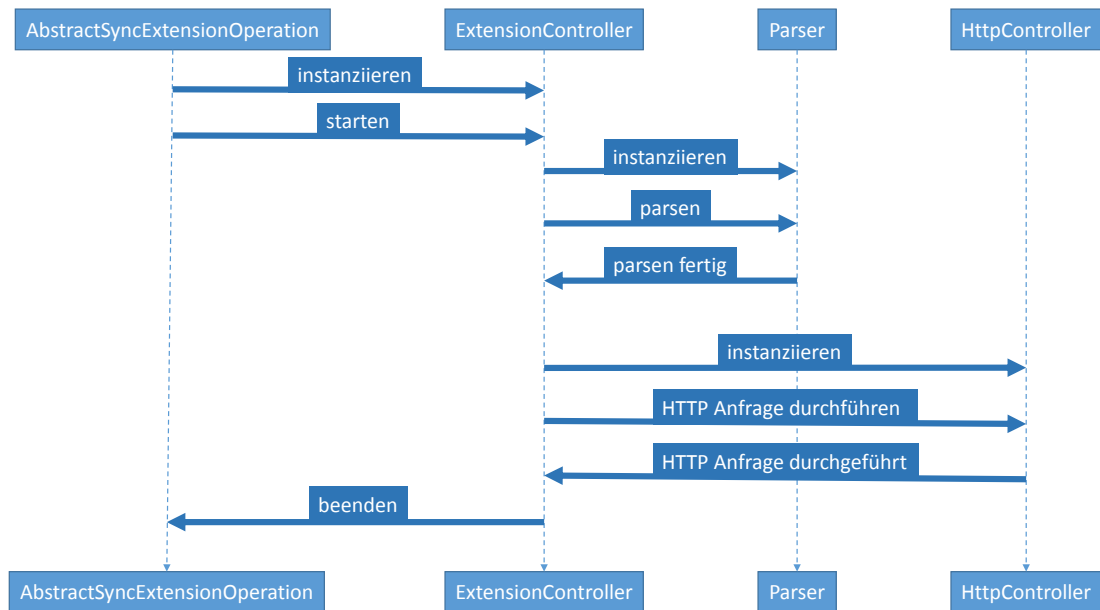 AbstractSyncExtensionOperation
ExtensionController
Parser
HttpController
instanziieren
starten
instanziieren
parsen
parsen fertig
instanziieren
HTTP Anfrage durchführen
HTTP Anfrage durchgeführt
beenden
AbstractSyncExtensionOperation
ExtensionController
Parser
HttpController